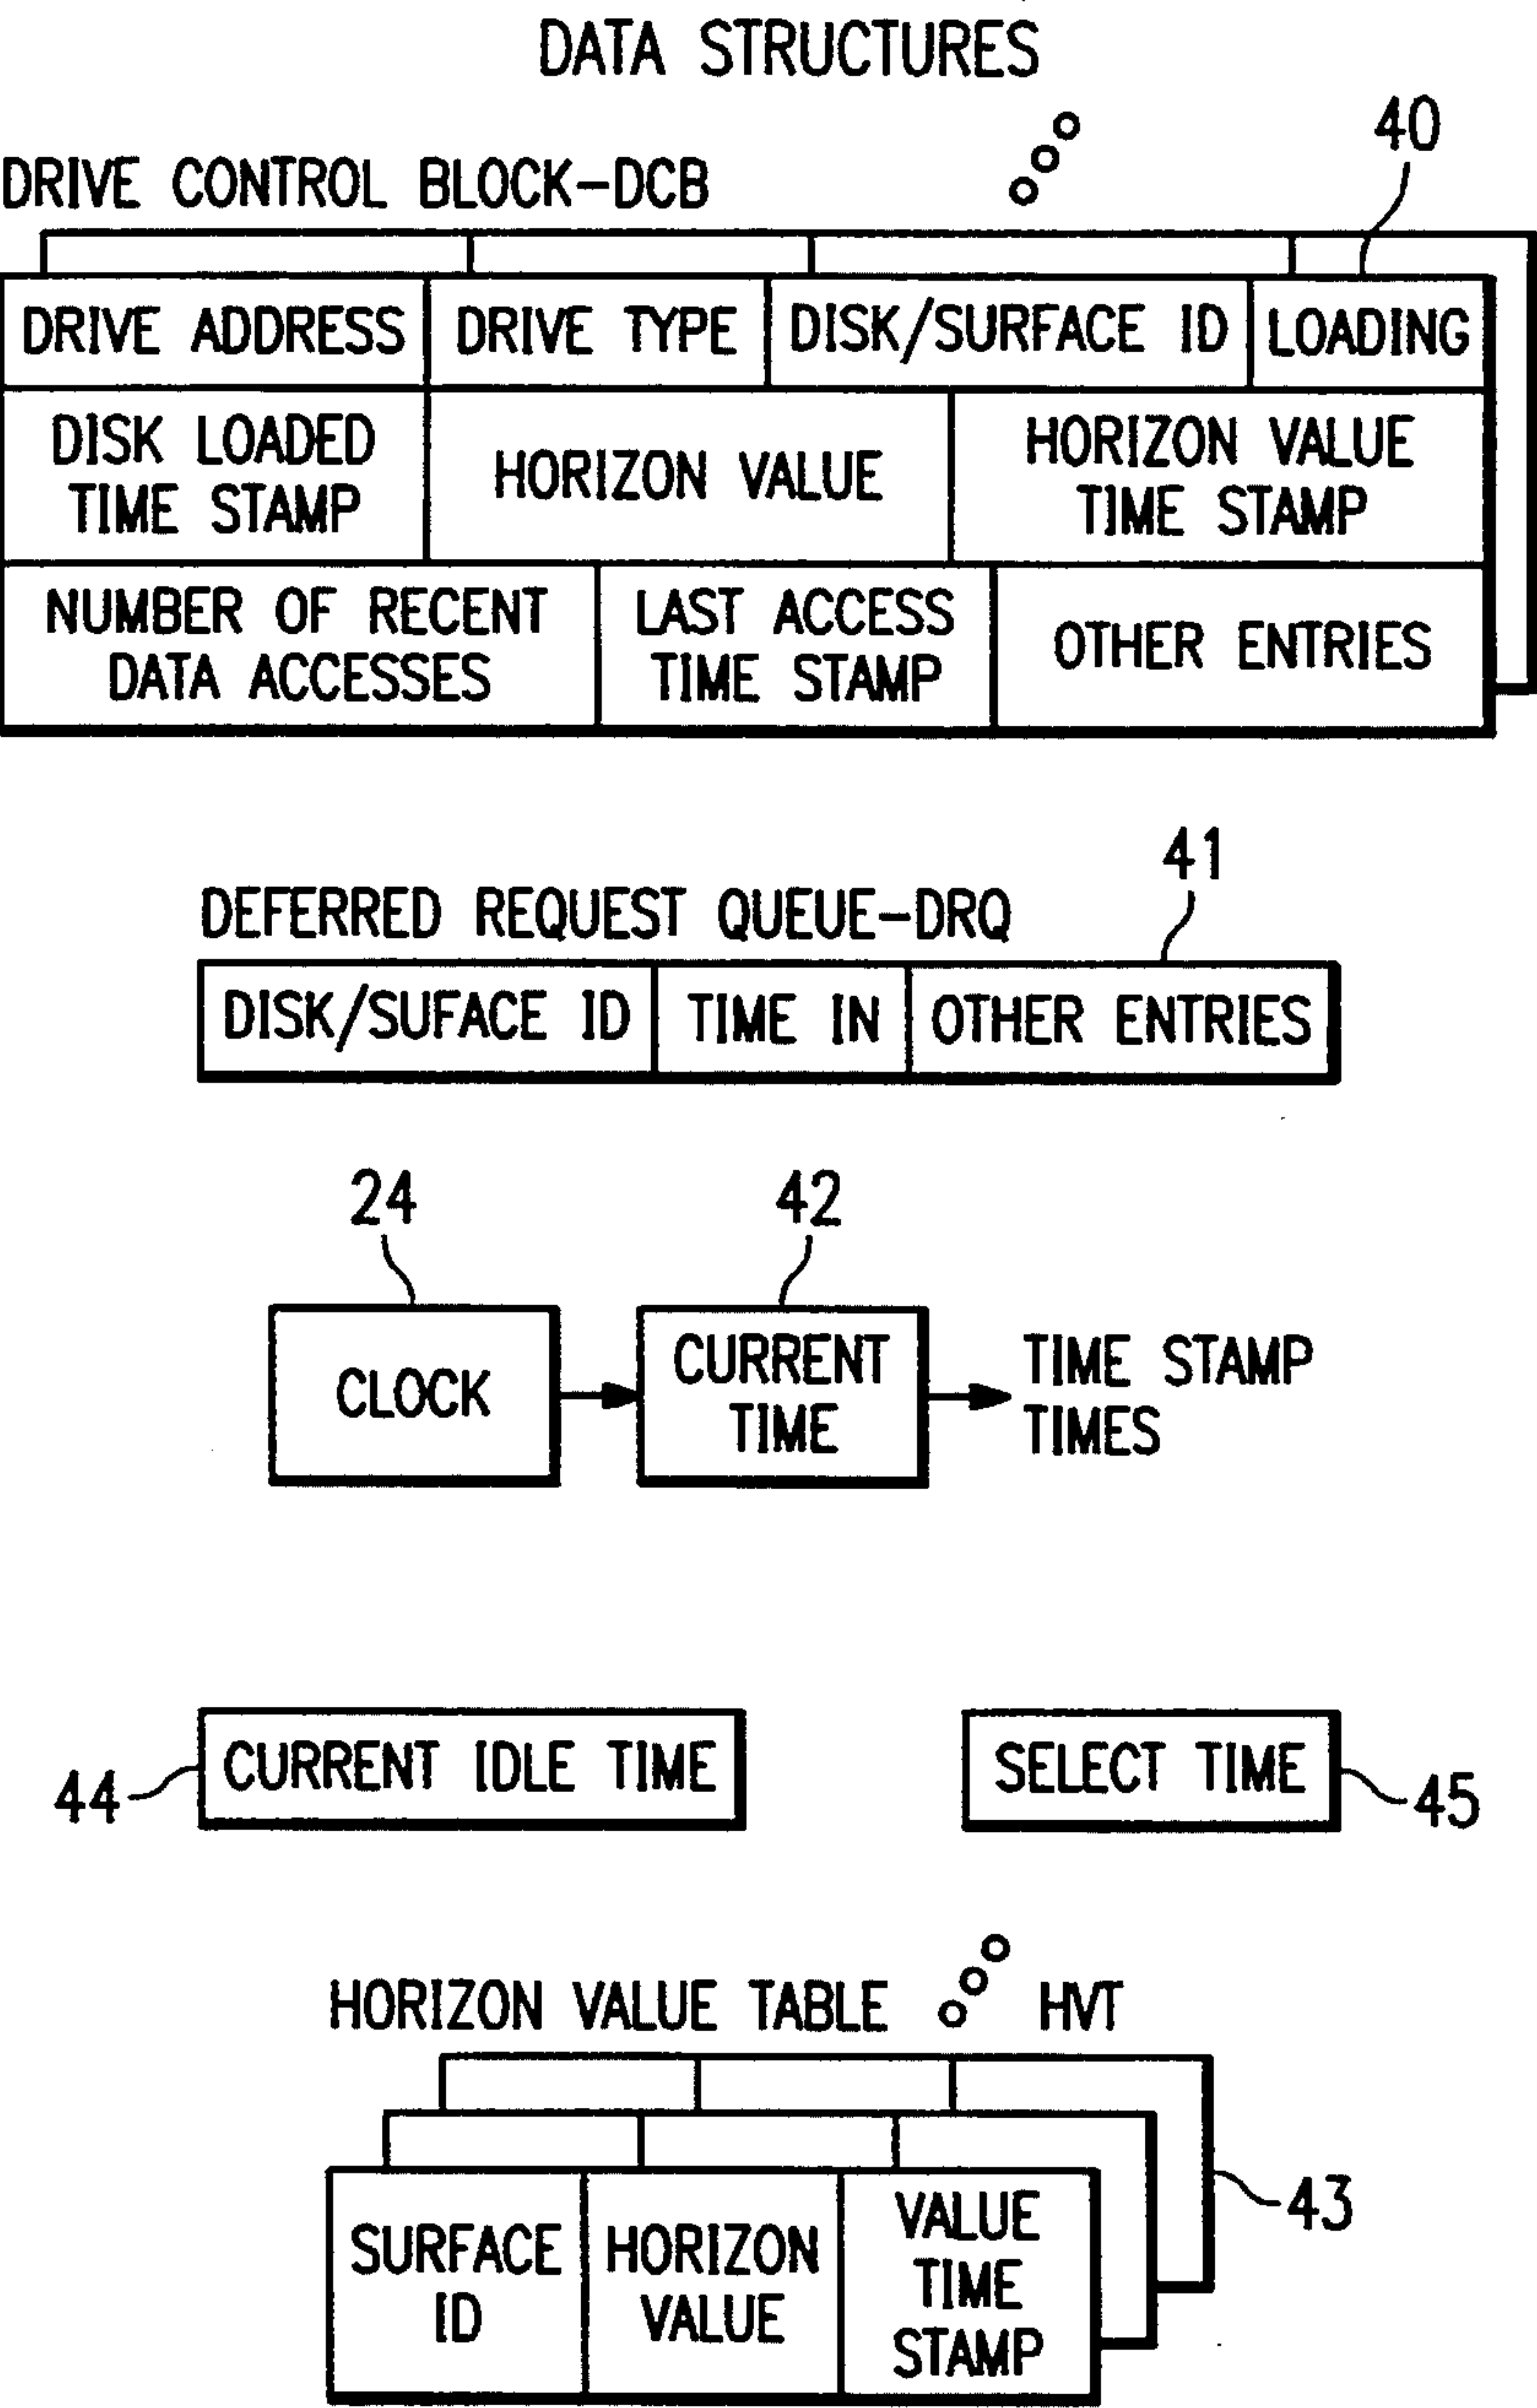 DATA STRUCTURES
40
DRIVE CONTROL BLOCK-DCB
DRIVE ADDRESS
DRIVE TYPE
DISK/SURFACE ID
LOADING
DISK LOADED
TIME STAMP
HORIZON VALUE
HORIZON VALUE
TIME STAMP
NUMBER OF RECENT
DATA ACCESSES
LAST ACCESS
TIME STAMP
OTHER ENTRIES
41
DEFERRED REQUEST QUEUE-DRQ
DISK/SUFACE ID
TIME IN
OTHER ENTRIES
24
42
CLOCK
CURRENT
TIME
TIME STAMP
TIMES
CURRENT IDLE TIME
44
SELECT TIME
45
HORIZON VALUE TABLE
HVT
43
SURFACE
ID
HORIZON
VALUE
VALUE
TIME
STAMP